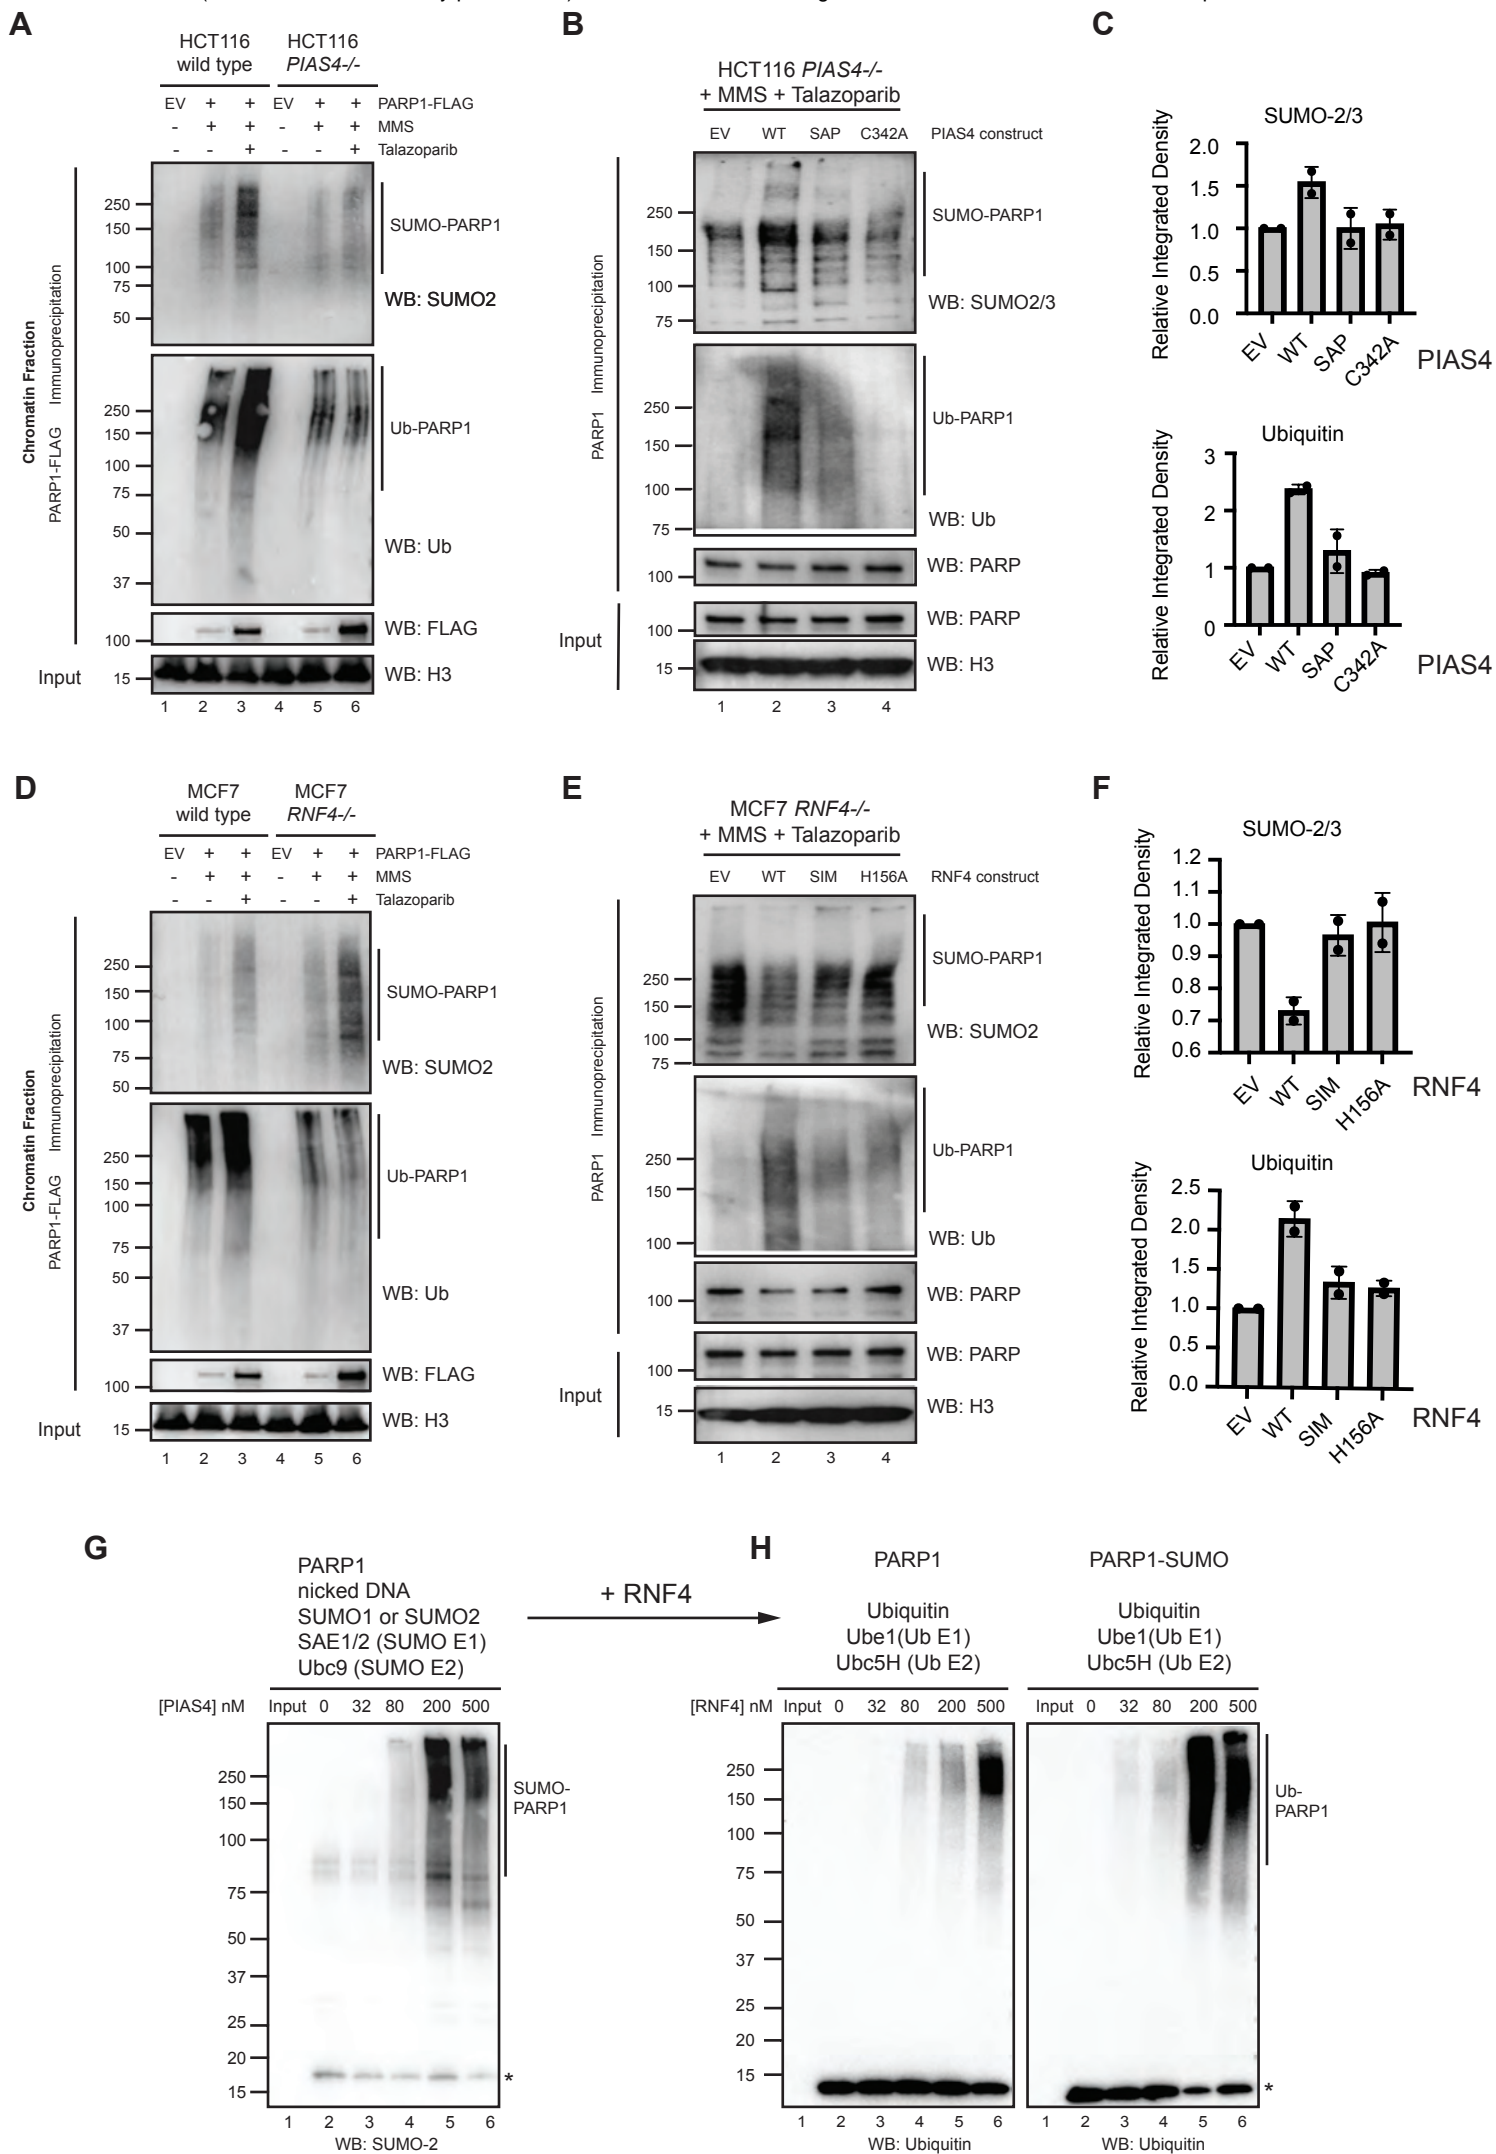 A
HCT116
wild type
HCT116
PIAS4-/-
EV + + EV + + PARP1-FLAG
- + + - + + MMS
- - + - - + Talazoparib
Chromatin Fraction
PARP1-FLAG Immunoprecipitation
250
150
100
75
50
SUMO-PARP1
WB: SUMO2
250
150
100
75
50
37
Ub-PARP1
WB: Ub
100
WB: FLAG
Input
15
WB: H3
1 2 3 4 5 6
B
HCT116 PIAS4-/-
+ MMS + Talazoparib
EV WT SAP C342A PIAS4 construct
PARP1 Immunoprecipitation
250
150
100
75
SUMO-PARP1
WB: SUMO2/3
250
150
100
75
Ub-PARP1
WB: Ub
100
WB: PARP
Input
100
WB: PARP
15
WB: H3
1 2 3 4
C
SUMO-2/3
Relative Integrated Density
2.0
1.5
1.0
0.5
0.0
EV WT SAP C342A PIAS4
Ubiquitin
Relative Integrated Density
3
2
1
0
EV WT SAP C342A PIAS4
D
MCF7
wild type
MCF7
RNF4-/-
EV + + EV + + PARP1-FLAG
- + + - + + MMS
- - + - - + Talazoparib
Chromatin Fraction
PARP1-FLAG Immunoprecipitation
250
150
100
75
50
SUMO-PARP1
WB: SUMO2
250
150
100
75
50
37
Ub-PARP1
WB: Ub
100
WB: FLAG
Input
15
WB: H3
1 2 3 4 5 6
E
MCF7 RNF4-/-
+ MMS + Talazoparib
EV WT SIM H156A RNF4 construct
PARP1 Immunoprecipitation
250
150
100
75
SUMO-PARP1
WB: SUMO2
250
150
100
Ub-PARP1
WB: Ub
100
WB: PARP
Input
100
WB: PARP
15
WB: H3
1 2 3 4
F
SUMO-2/3
Relative Integrated Density
1.2
1.1
1.0
0.9
0.8
0.7
0.6
EV WT SIM H156A RNF4
Ubiquitin
Relative Integrated Density
2.5
2.0
1.5
1.0
0.5
0.0
EV WT SIM H156A RNF4
G
PARP1
nicked DNA
SUMO1 or SUMO2
SAE1/2 (SUMO E1)
Ubc9 (SUMO E2)
+ RNF4
[PIAS4] nM Input 0 32 80 200 500
250
150
100
75
50
37
25
20
15
SUMO-
PARP1
*
1 2 3 4 5 6
WB: SUMO-2
H
PARP1
Ubiquitin
Ube1(Ub E1)
Ubc5H (Ub E2)
PARP1-SUMO
Ubiquitin
Ube1(Ub E1)
Ubc5H (Ub E2)
[RNF4] nM Input 0 32 80 200 500 Input 0 32 80 200 500
250
150
100
75
50
37
25
20
15
Ub-
PARP1
*
1 2 3 4 5 6 1 2 3 4 5 6
WB: Ubiquitin WB: Ubiquitin